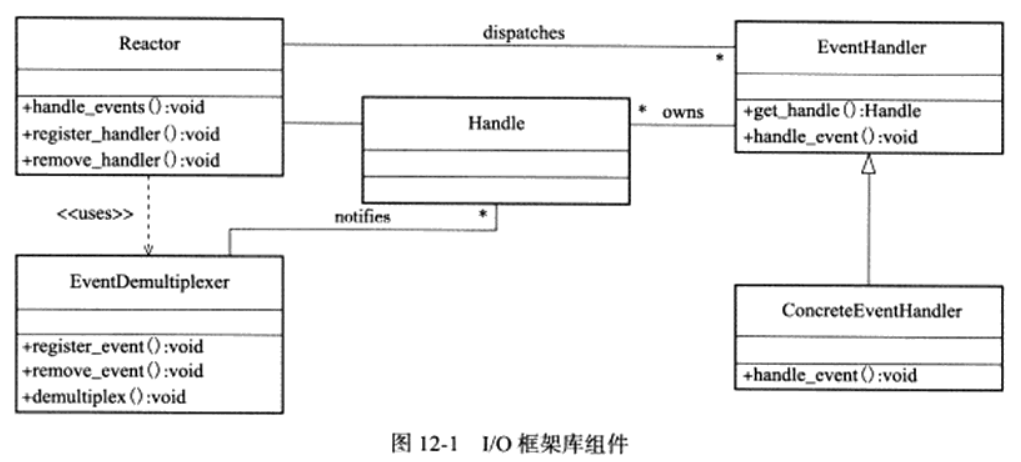 Reactor
+handle_events():void
+register_handler():void
+remove_handler():void
dispatches
*
EventHandler
+get_handle():Handle
+handle_event():void
Handle
* owns
<<uses>>
notifies
*
EventDemultiplexer
+register_event():void
+remove_event():void
+demultiplex():void
ConcreteEventHandler
+handle_event():void
图 12-1 I/O 框架库组件